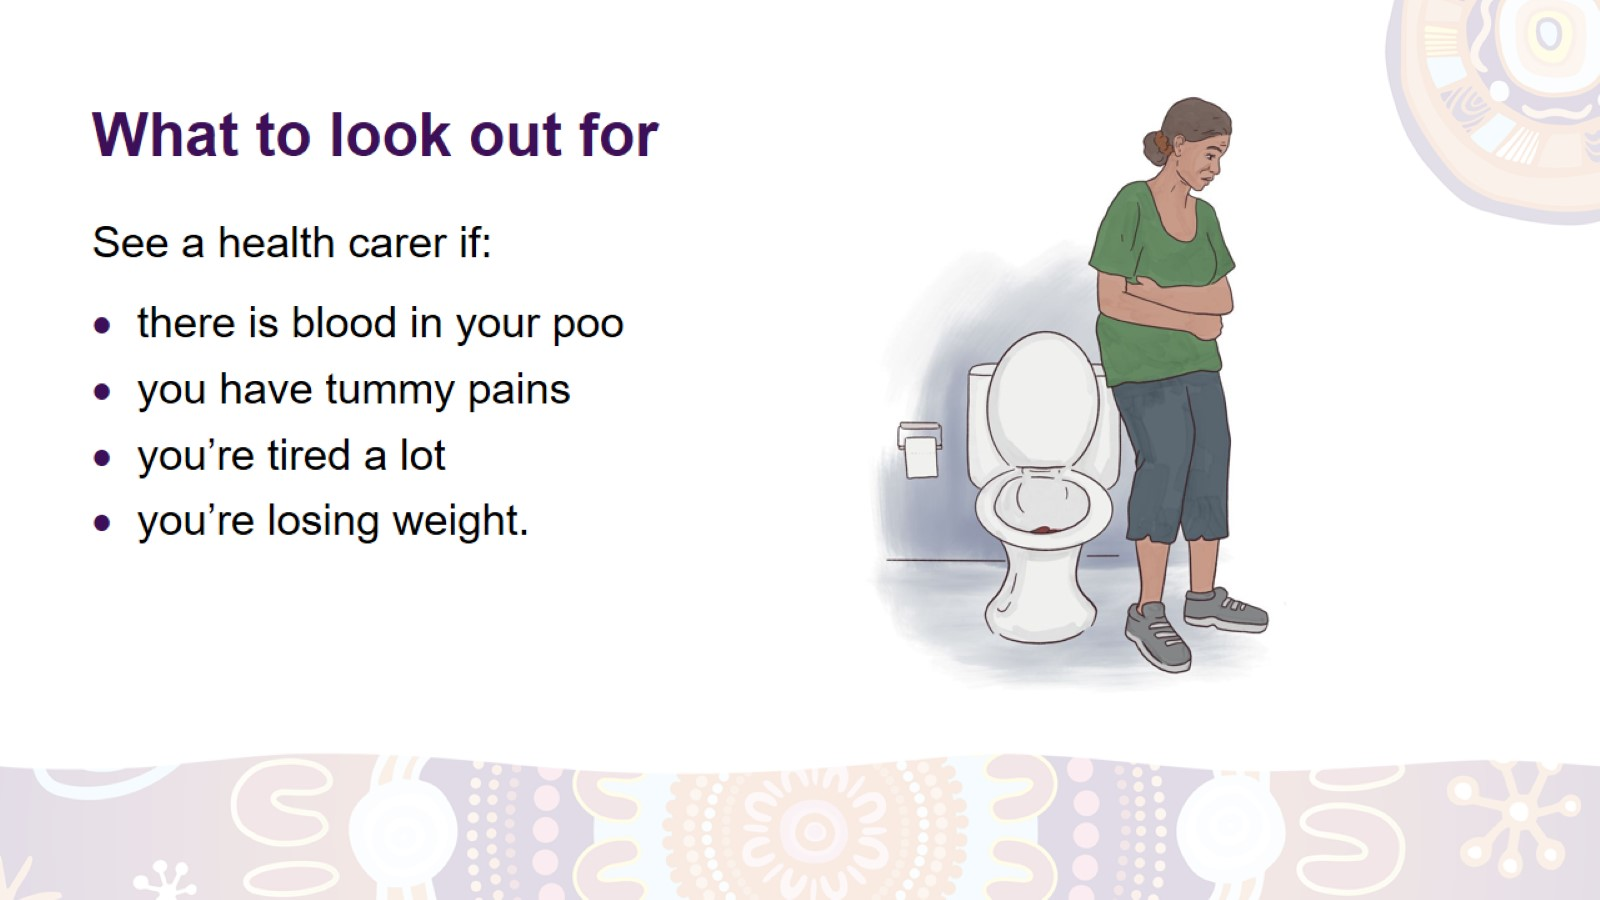 What to look out for
See a health carer if:
• there is blood in your poo
• you have tummy pains
• you’re tired a lot
• you’re losing weight.